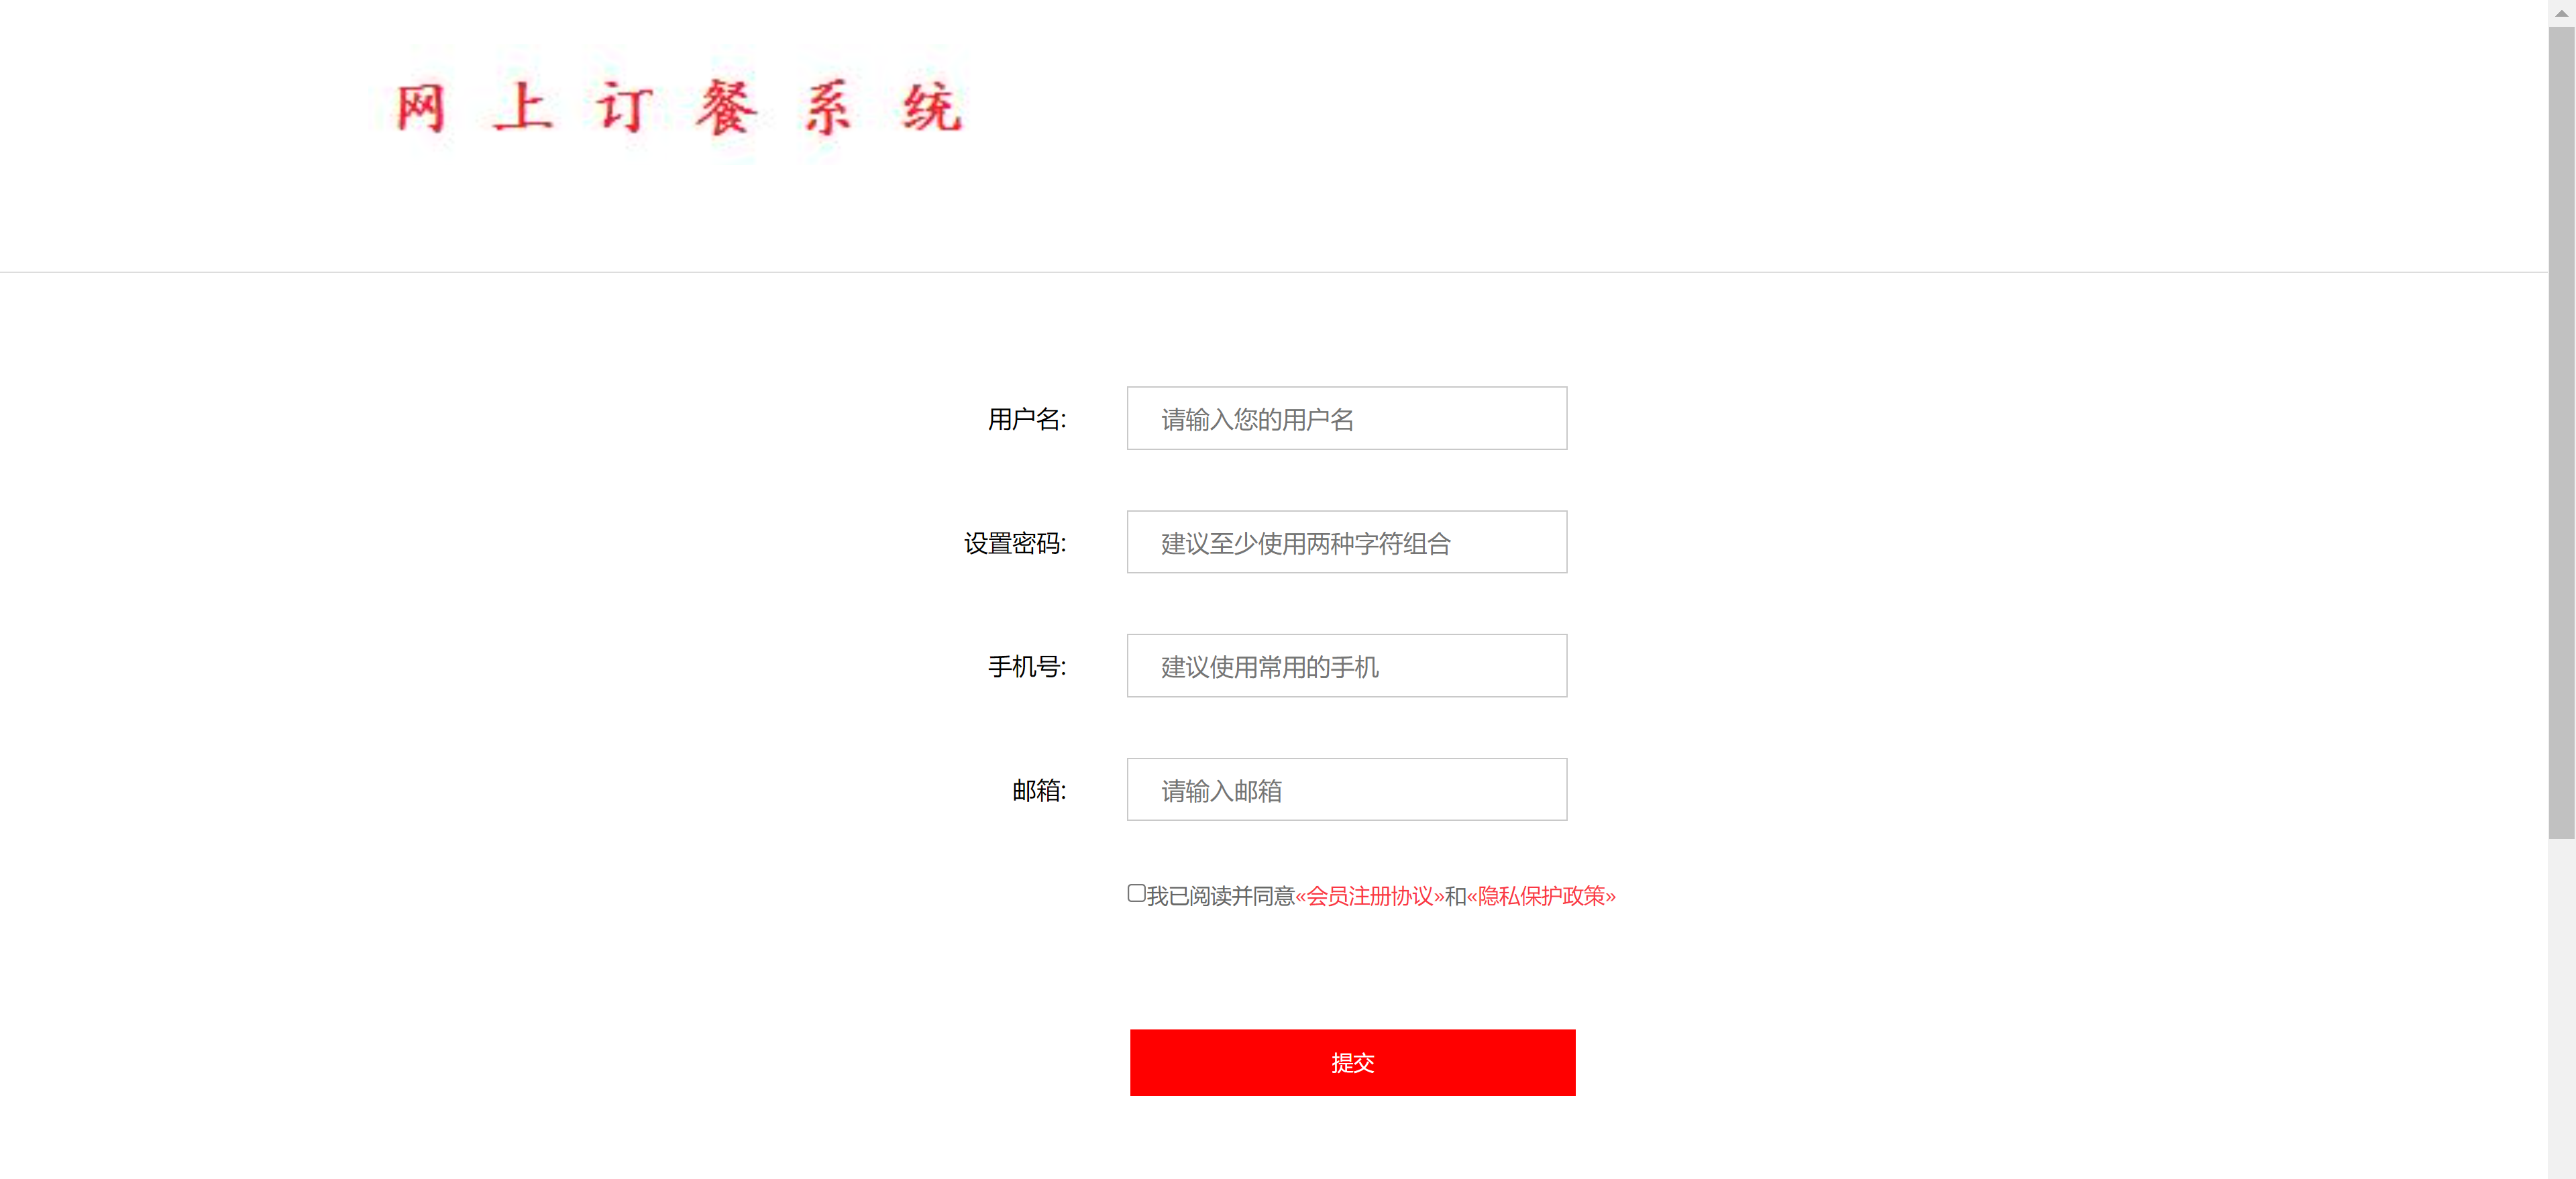 网上订餐系统
用户名: 请输入您的用户名
设置密码: 建议至少使用两种字符组合
手机号: 建议使用常用的手机
邮箱: 请输入邮箱
我已阅读并同意«会员注册协议»和«隐私保护政策»
提交